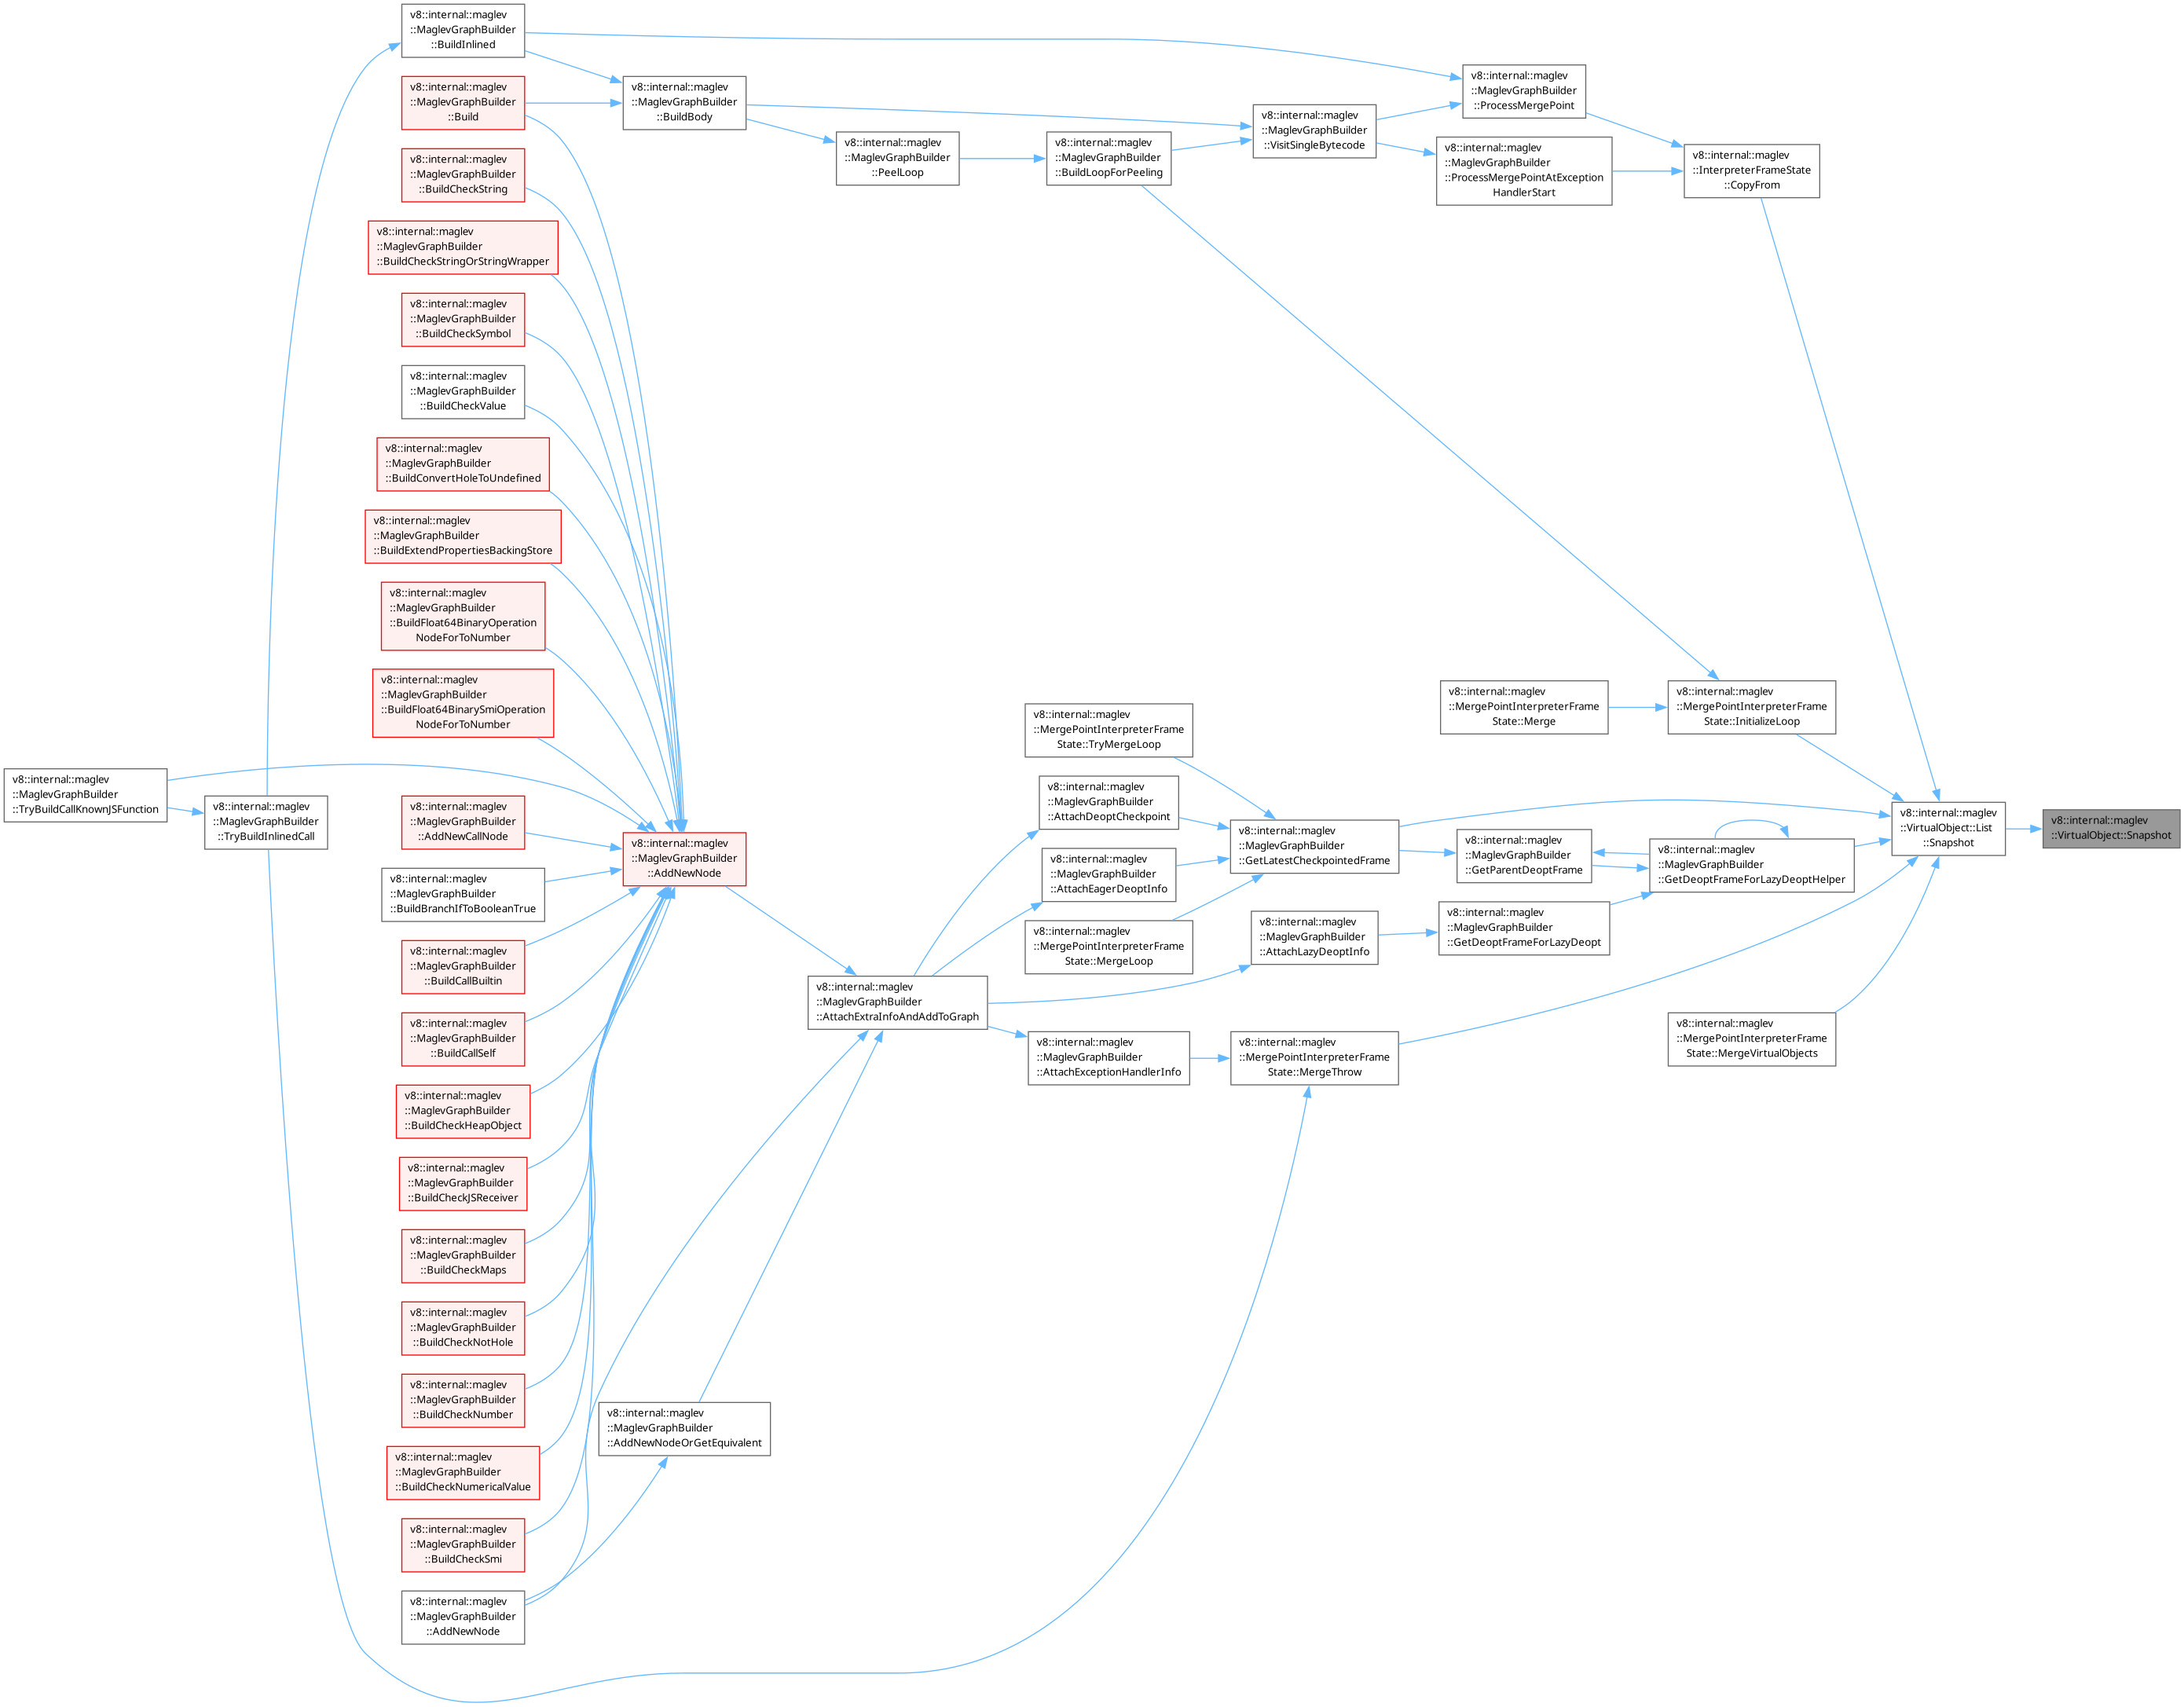 v8::internal::maglev
::MaglevGraphBuilder
::BuildInlined
v8::internal::maglev
::MaglevGraphBuilder
::Build
v8::internal::maglev
::MaglevGraphBuilder
::BuildCheckString
v8::internal::maglev
::MaglevGraphBuilder
::BuildCheckStringOrStringWrapper
v8::internal::maglev
::MaglevGraphBuilder
::BuildCheckSymbol
v8::internal::maglev
::MaglevGraphBuilder
::BuildCheckValue
v8::internal::maglev
::MaglevGraphBuilder
::BuildConvertHoleToUndefined
v8::internal::maglev
::MaglevGraphBuilder
::BuildExtendPropertiesBackingStore
v8::internal::maglev
::MaglevGraphBuilder
::BuildFloat64BinaryOperation
NodeForToNumber
v8::internal::maglev
::MaglevGraphBuilder
::BuildFloat64BinarySmiOperation
NodeForToNumber
v8::internal::maglev
::MaglevGraphBuilder
::TryBuildCallKnownJSFunction
v8::internal::maglev
::MaglevGraphBuilder
::TryBuildInlinedCall
v8::internal::maglev
::MaglevGraphBuilder
::AddNewCallNode
v8::internal::maglev
::MaglevGraphBuilder
::BuildBranchIfToBooleanTrue
v8::internal::maglev
::MaglevGraphBuilder
::BuildCallBuiltin
v8::internal::maglev
::MaglevGraphBuilder
::BuildCallSelf
v8::internal::maglev
::MaglevGraphBuilder
::BuildCheckHeapObject
v8::internal::maglev
::MaglevGraphBuilder
::BuildCheckJSReceiver
v8::internal::maglev
::MaglevGraphBuilder
::BuildCheckMaps
v8::internal::maglev
::MaglevGraphBuilder
::BuildCheckNotHole
v8::internal::maglev
::MaglevGraphBuilder
::BuildCheckNumber
v8::internal::maglev
::MaglevGraphBuilder
::BuildCheckNumericalValue
v8::internal::maglev
::MaglevGraphBuilder
::BuildCheckSmi
v8::internal::maglev
::MaglevGraphBuilder
::AddNewNode
v8::internal::maglev
::MaglevGraphBuilder
::BuildBody
v8::internal::maglev
::MaglevGraphBuilder
::AddNewNode
v8::internal::maglev
::MaglevGraphBuilder
::AddNewNodeOrGetEquivalent
v8::internal::maglev
::MaglevGraphBuilder
::PeelLoop
v8::internal::maglev
::MaglevGraphBuilder
::AttachExtraInfoAndAddToGraph
v8::internal::maglev
::MaglevGraphBuilder
::BuildLoopForPeeling
v8::internal::maglev
::MergePointInterpreterFrame
State::TryMergeLoop
v8::internal::maglev
::MaglevGraphBuilder
::AttachDeoptCheckpoint
v8::internal::maglev
::MaglevGraphBuilder
::AttachEagerDeoptInfo
v8::internal::maglev
::MergePointInterpreterFrame
State::MergeLoop
v8::internal::maglev
::MaglevGraphBuilder
::AttachExceptionHandlerInfo
v8::internal::maglev
::MaglevGraphBuilder
::VisitSingleBytecode
v8::internal::maglev
::MaglevGraphBuilder
::GetLatestCheckpointedFrame
v8::internal::maglev
::MaglevGraphBuilder
::AttachLazyDeoptInfo
v8::internal::maglev
::MergePointInterpreterFrame
State::MergeThrow
v8::internal::maglev
::MaglevGraphBuilder
::ProcessMergePoint
v8::internal::maglev
::MaglevGraphBuilder
::ProcessMergePointAtException
HandlerStart
v8::internal::maglev
::MergePointInterpreterFrame
State::Merge
v8::internal::maglev
::MaglevGraphBuilder
::GetParentDeoptFrame
v8::internal::maglev
::MaglevGraphBuilder
::GetDeoptFrameForLazyDeopt
v8::internal::maglev
::InterpreterFrameState
::CopyFrom
v8::internal::maglev
::MergePointInterpreterFrame
State::InitializeLoop
v8::internal::maglev
::MaglevGraphBuilder
::GetDeoptFrameForLazyDeoptHelper
v8::internal::maglev
::MergePointInterpreterFrame
State::MergeVirtualObjects
v8::internal::maglev
::VirtualObject::List
::Snapshot
v8::internal::maglev
::VirtualObject::Snapshot